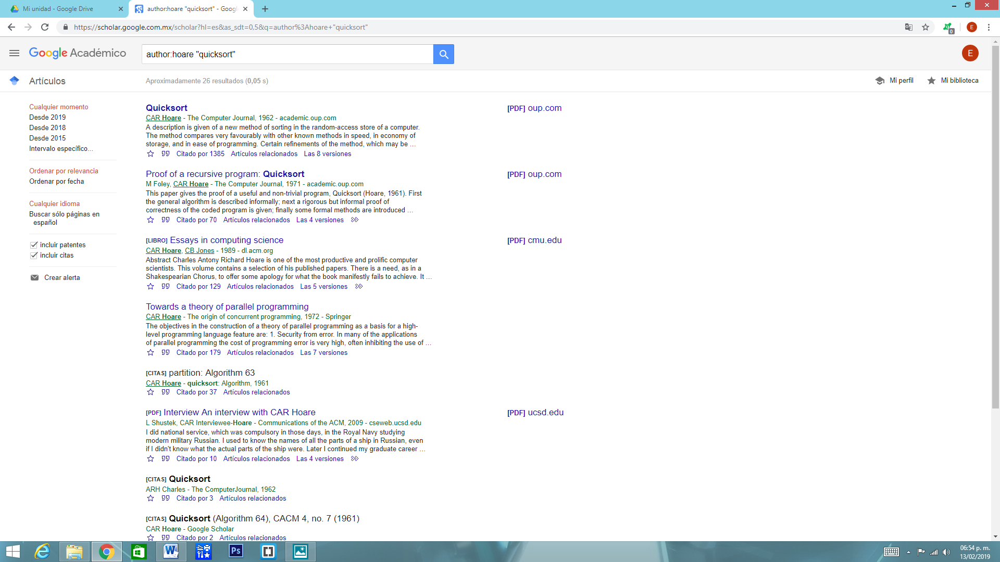 Mi unidad - Google Drive
author:hoare "quicksort" - Googl
https://scholar.google.com.mx/scholar?hl=es&as_sdt=0,5&q=author%3Ahoare+"quicksort"
0
E
Google Académico
author:hoare "quicksort"
E
Artículos
Aproximadamente 26 resultados (0,05 s)
Mi perfil
Mi biblioteca
Cualquier momento
Desde 2019
Desde 2018
Desde 2015
Intervalo específico...
Ordenar por relevancia
Ordenar por fecha
Cualquier idioma
Buscar sólo páginas en
español
incluir patentes
incluir citas
Crear alerta
Quicksort
[PDF] oup.com
CAR Hoare - The Computer Journal, 1962 - academic.oup.com
A description is given of a new method of sorting in the random-access store of a computer.
The method compares very favourably with other known methods in speed, in economy of
storage, and in ease of programming. Certain refinements of the method, which may be ...
Citado por 1385 Artículos relacionados Las 8 versiones
Proof of a recursive program: Quicksort
[PDF] oup.com
M Foley, CAR Hoare - The Computer Journal, 1971 - academic.oup.com
This paper gives the proof of a useful and non-trivial program, Quicksort (Hoare, 1961). First
the general algorithm is described informally; next a rigorous but informal proof of
correctness of the coded program is given; finally some formal methods are introduced ...
Citado por 70 Artículos relacionados Las 4 versiones
[LIBRO] Essays in computing science
[PDF] cmu.edu
CAR Hoare, CB Jones - 1989 - dl.acm.org
Abstract Charles Antony Richard Hoare is one of the most productive and prolific computer
scientists. This volume contains a selection of his published papers. There is a need, as in a
Shakespearian Chorus, to offer some apology for what the book manifestly fails to achieve. It ...
Citado por 129 Artículos relacionados Las 5 versiones
Towards a theory of parallel programming
CAR Hoare - The origin of concurrent programming, 1972 - Springer
The objectives in the construction of a theory of parallel programming as a basis for a high-
level programming language feature are: 1. Security from error. In many of the applications
of parallel programming the cost of programming error is very high, often inhibiting the use of ...
Citado por 179 Artículos relacionados Las 7 versiones
[CITAS] partition: Algorithm 63
CAR Hoare - quicksort: Algorithm, 1961
Citado por 37 Artículos relacionados
[PDF] Interview An interview with CAR Hoare
[PDF] ucsd.edu
L Shustek, CAR Interviewee-Hoare - Communications of the ACM, 2009 - cseweb.ucsd.edu
I did national service, which was compulsory in those days, in the Royal Navy studying
modern military Russian. I used to know the names of all the parts of a ship in Russian, even
if I didn't know what the actual parts of the ship were. Later I continued my graduate career ...
Citado por 10 Artículos relacionados Las 4 versiones
[CITAS] Quicksort
ARH Charles - The ComputerJournal, 1962
Citado por 3 Artículos relacionados
[CITAS] Quicksort (Algorithm 64), CACM 4, no. 7 (1961)
CAR Hoare - Google Scholar
Citado por 2 Artículos relacionados
Ps
06:54 p. m.
13/02/2019